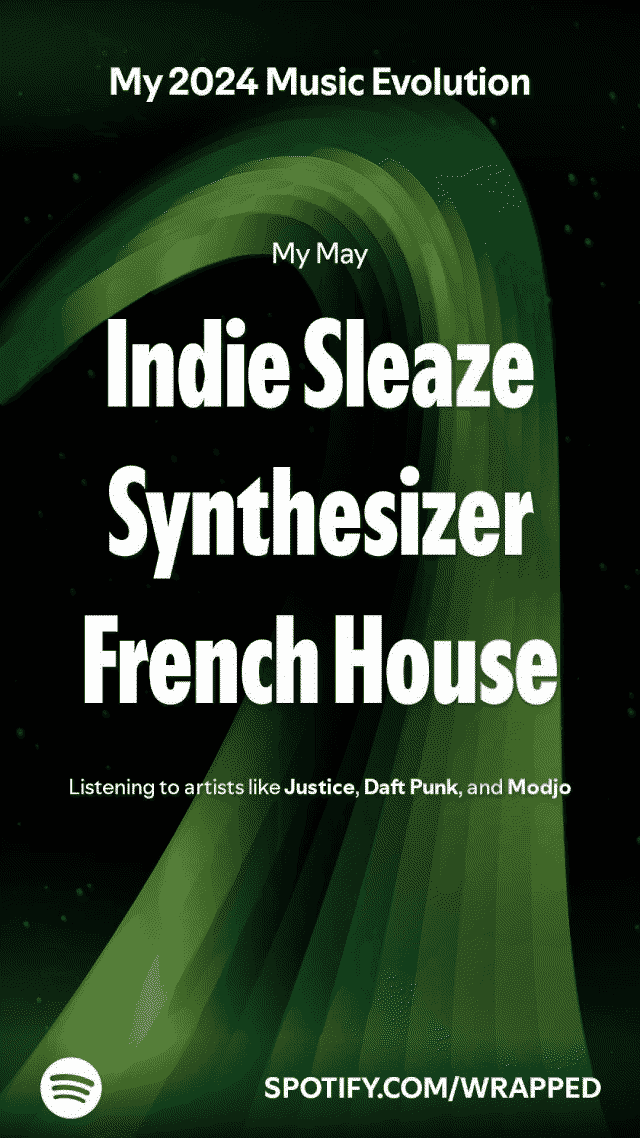 My 2024 Music Evolution
My May
Indie Sleaze
Synthesizer
French House
Listening to artists like Justice, Daft Punk, and Modjo
SPOTIFY.COM/WRAPPED